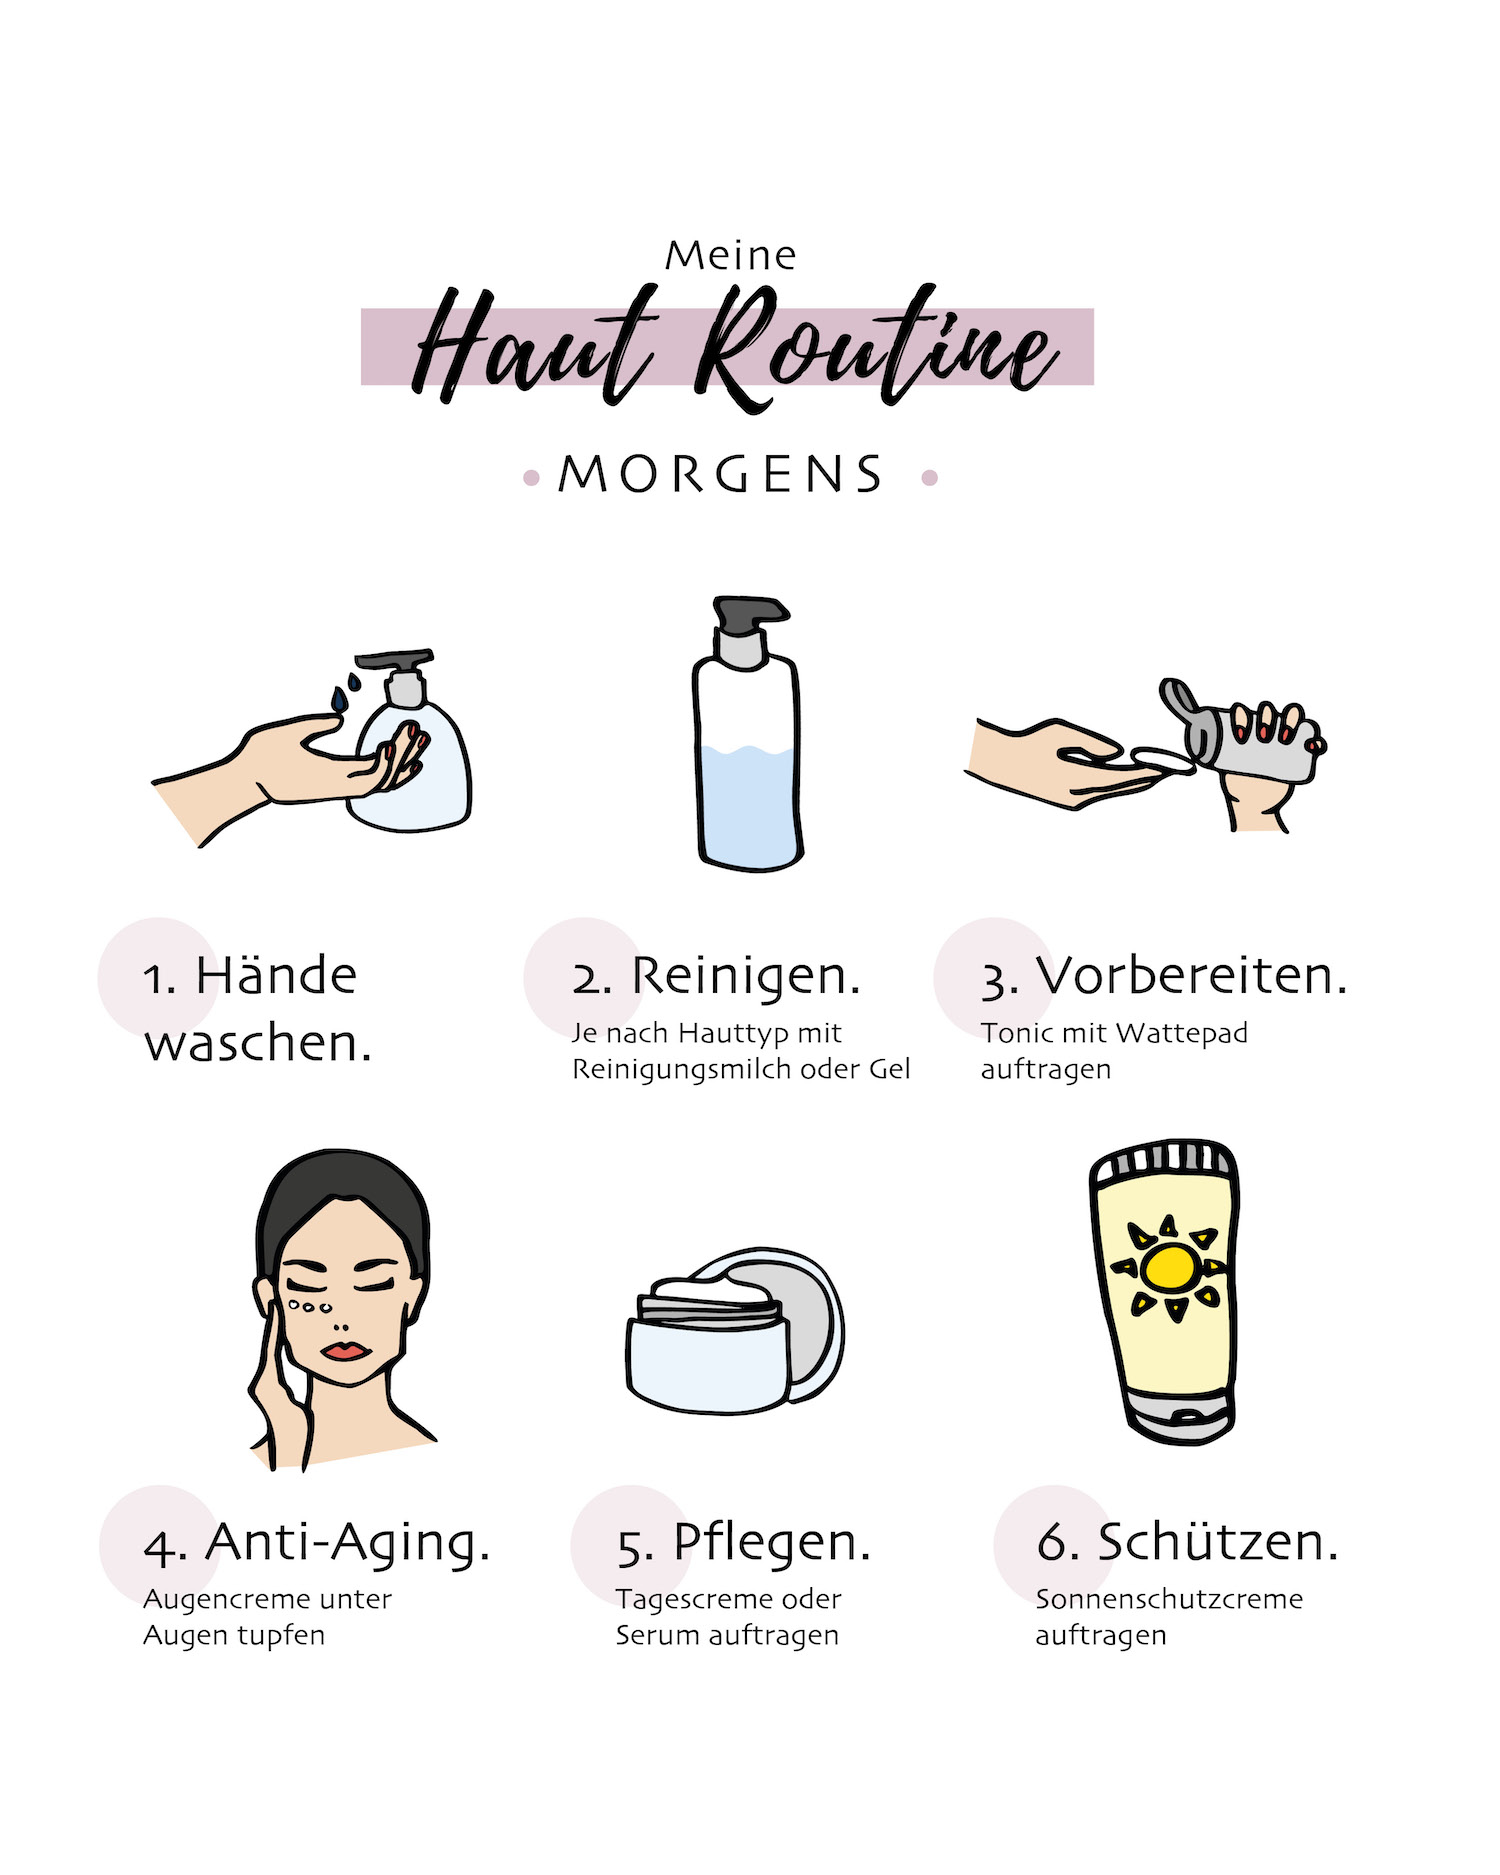 Meine
Haut Routine
MORGENS
1. Hände
waschen.
2. Reinigen.
Je nach Hauttyp mit
Reinigungsmilch oder Gel
3. Vorbereiten.
Tonic mit Wattepad
auftragen
4. Anti-Aging.
Augencreme unter
Augen tupfen
5. Pflegen.
Tagescreme oder
Serum auftragen
6. Schützen.
Sonnenschutzcreme
auftragen